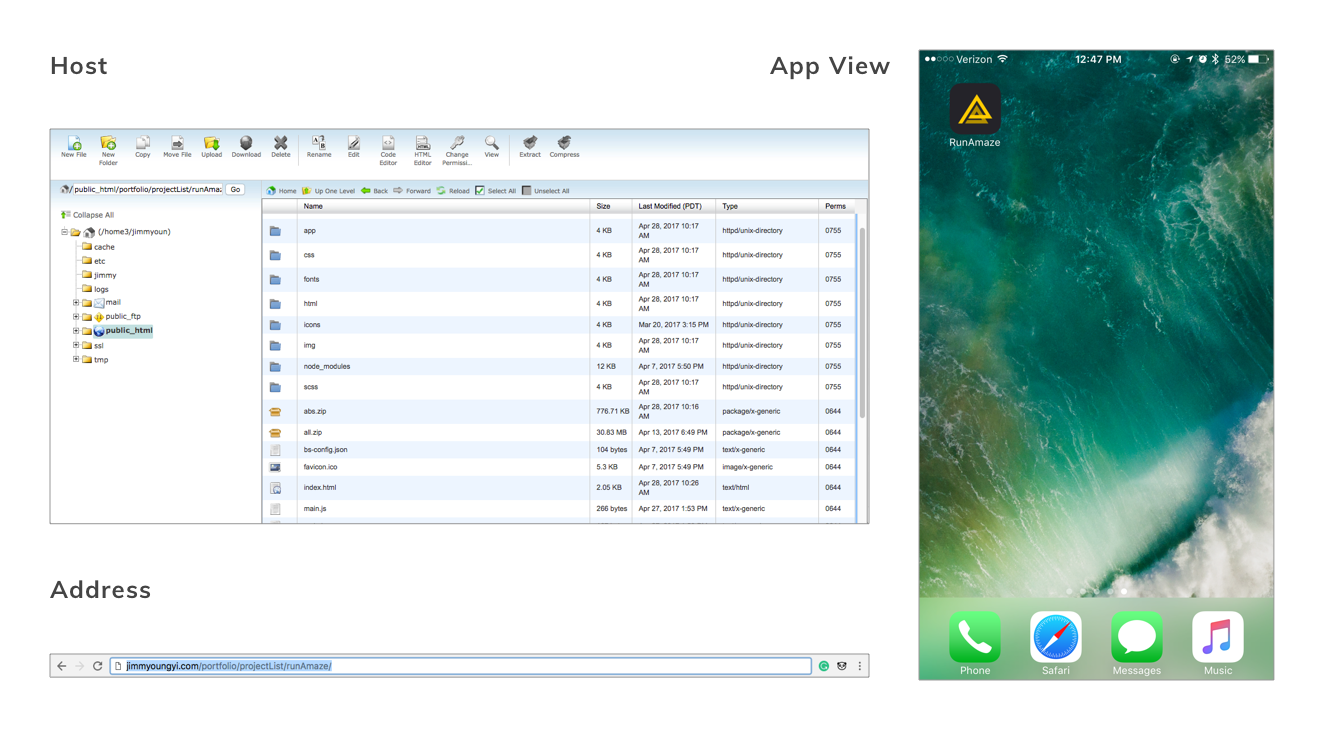 Host
App View
New File
New Folder
Copy
Move File
Upload
Download
Delete
Rename
Edit
Code Editor
HTML Editor
Change Permissi...
View
Extract
Compress
/public_html/portfolio/projectList/runAmaz
Go
Home
Up One Level
Back
Forward
Reload
Select All
Unselect All
Collapse All
(/home3/jimmyoun)
cache
etc
jimmy
logs
mail
public_ftp
public_html
ssl
tmp
Name Size Last Modified (PDT) Type Perms
app 4 KB Apr 28, 2017 10:17 AM httpd/unix-directory 0755
css 4 KB Apr 28, 2017 10:17 AM httpd/unix-directory 0755
fonts 4 KB Apr 28, 2017 10:17 AM httpd/unix-directory 0755
html 4 KB Apr 28, 2017 10:17 AM httpd/unix-directory 0755
icons 4 KB Mar 20, 2017 3:15 PM httpd/unix-directory 0755
img 4 KB Apr 28, 2017 10:17 AM httpd/unix-directory 0755
node_modules 12 KB Apr 7, 2017 5:50 PM httpd/unix-directory 0755
scss 4 KB Apr 28, 2017 10:17 AM httpd/unix-directory 0755
abs.zip 776.71 KB Apr 28, 2017 10:16 AM package/x-generic 0644
all.zip 30.83 MB Apr 13, 2017 6:49 PM package/x-generic 0644
bs-config.json 104 bytes Apr 7, 2017 5:49 PM text/x-generic 0644
favicon.ico 5.3 KB Apr 7, 2017 5:49 PM image/x-generic 0644
index.html 2.05 KB Apr 28, 2017 10:26 AM text/html 0644
main.js 266 bytes Apr 27, 2017 1:53 PM text/x-generic 0644
Address
jimmyoungyi.com/portfolio/projectList/runAmaze/
Verizon 12:47 PM 52%
RunAmaze
Phone
Safari
Messages
Music